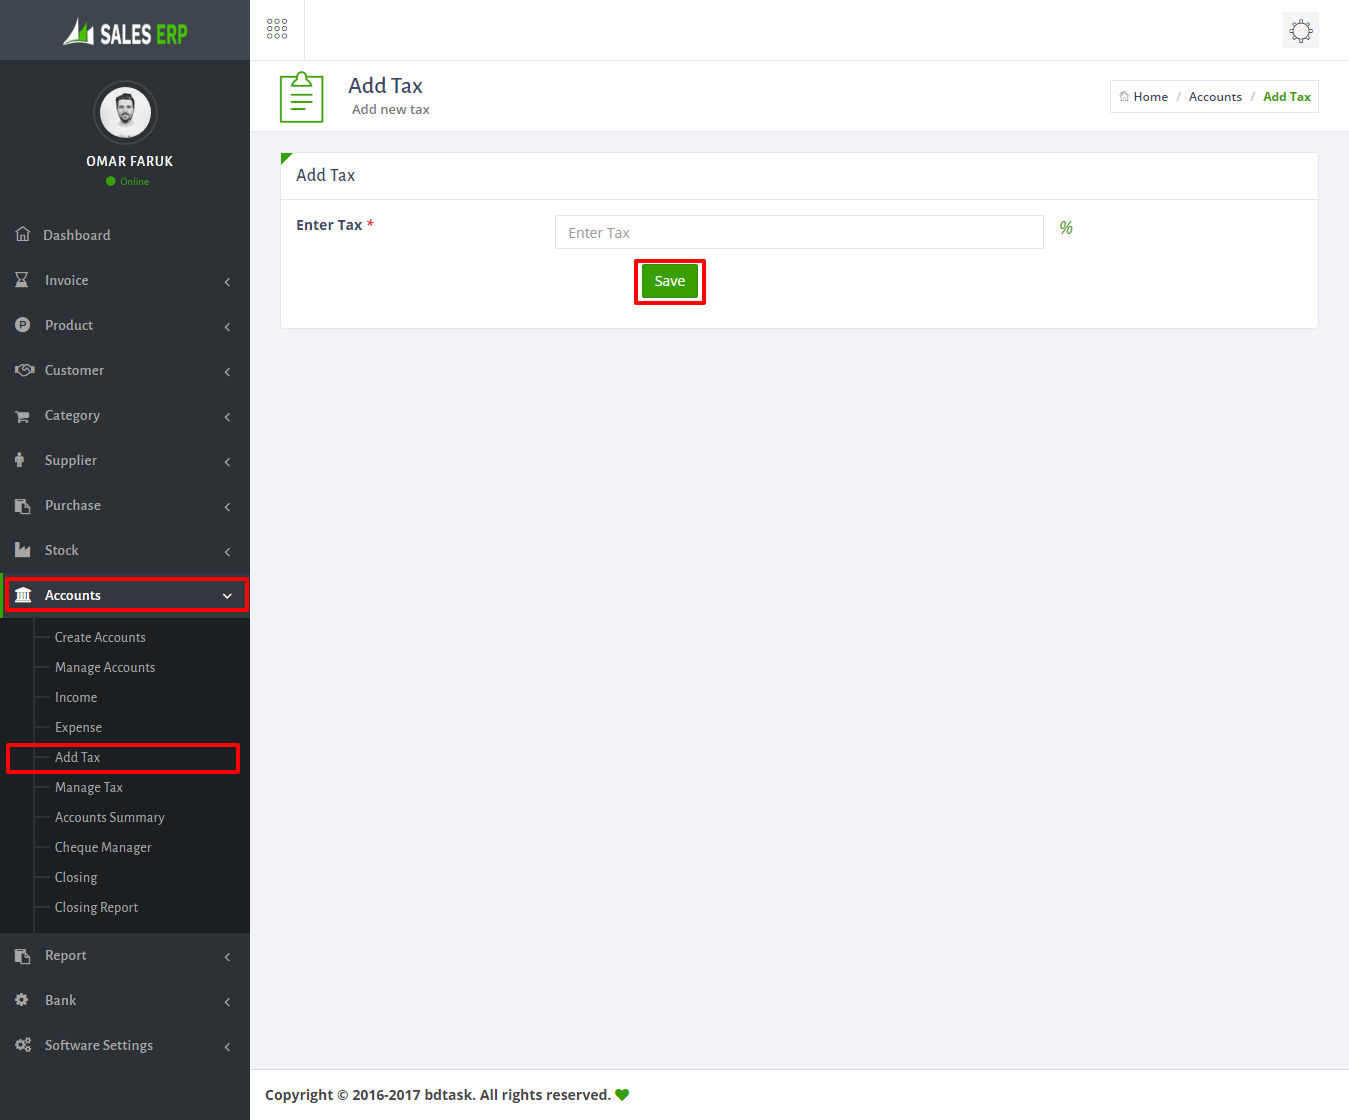 SALES ERP
OMAR FARUK
Online
Dashboard
Invoice
Product
Customer
Category
Supplier
Purchase
Stock
Accounts
Create Accounts
Manage Accounts
Income
Expense
Add Tax
Manage Tax
Accounts Summary
Cheque Manager
Closing
Closing Report
Report
Bank
Software Settings
Add Tax
Add new tax
Home / Accounts / Add Tax
Add Tax
Enter Tax *
Enter Tax
%
Save
Copyright © 2016-2017 bdtask. All rights reserved.